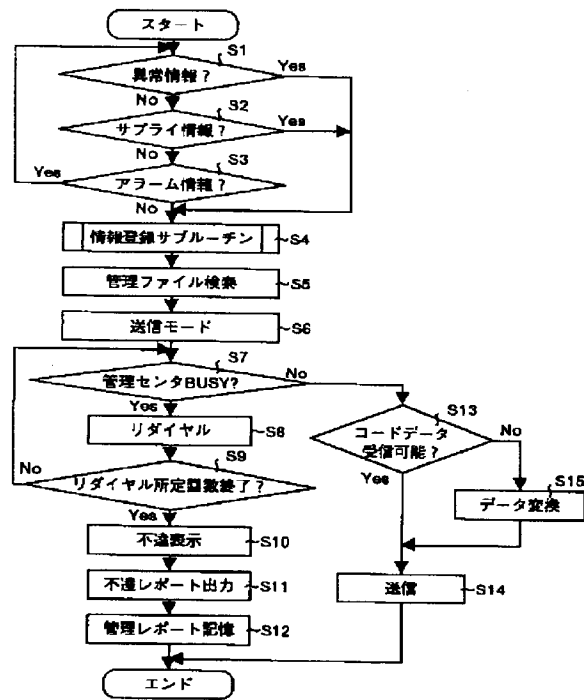 スタート
S1
異常情報？
Yes
No
S2
サプライ情報？
Yes
No
S3
アラーム情報？
Yes
No
情報登録サブルーチン
S4
管理ファイル検索
S5
送信モード
S6
S7
管理センタBUSY?
No
Yes
リダイヤル
S8
S9
リダイヤル所定回数終了？
No
Yes
不達表示
S10
不達レポート出力
S11
管理レポート記憶
S12
エンド
S13
コードデータ
受信可能？
No
Yes
S15
データ変換
送信
S14